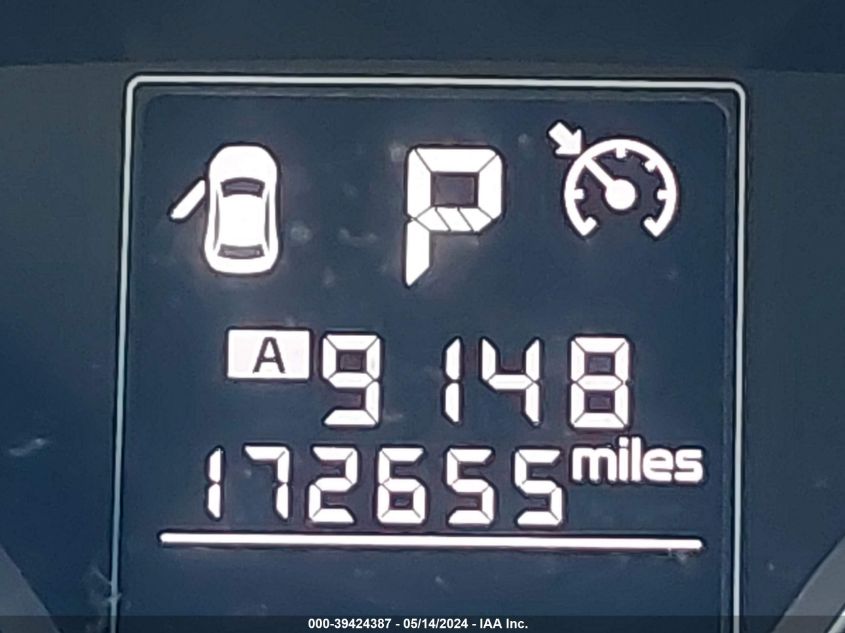 P
A 9148
172655 miles
000-39424387 - 05/14/2024 - IAA Inc.